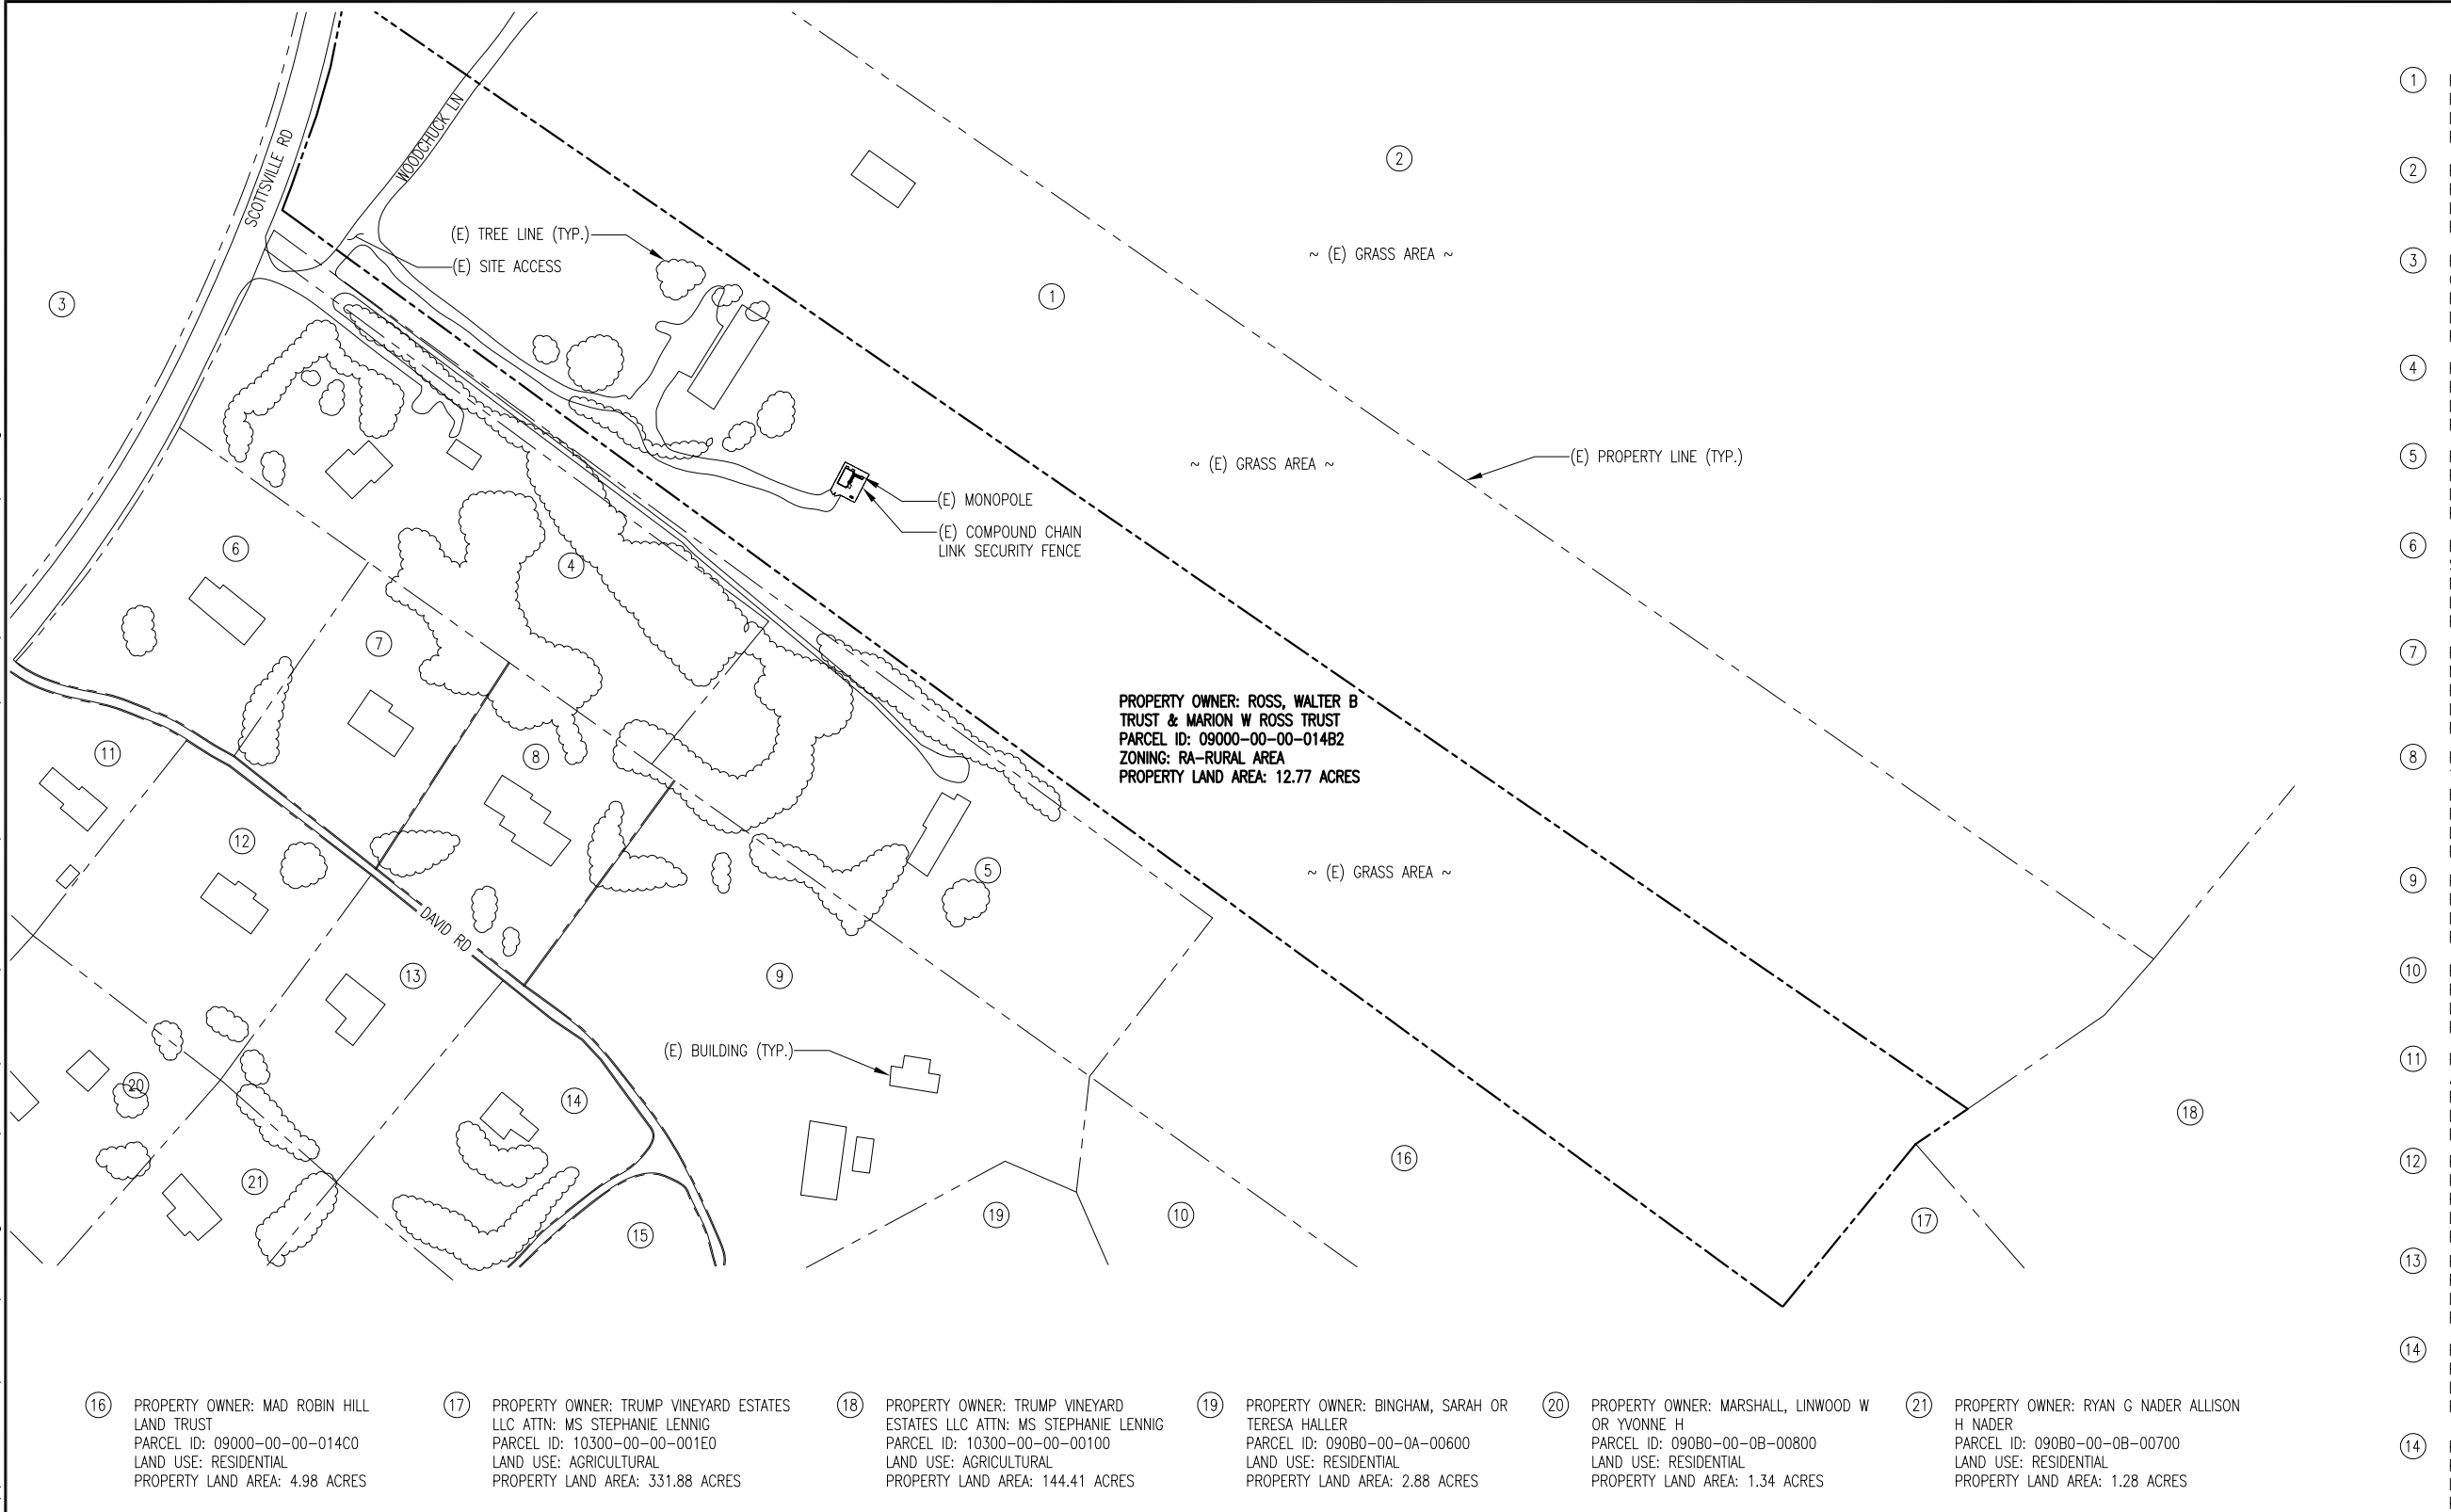 SCOTTSVILLE RD
WOODCHUCK LN
(E) TREE LINE (TYP.)
(E) SITE ACCESS
3
2
~ (E) GRASS AREA ~
1
~ (E) GRASS AREA ~
(E) PROPERTY LINE (TYP.)
(E) MONOPOLE
(E) COMPOUND CHAIN
LINK SECURITY FENCE
6
4
7
PROPERTY OWNER: ROSS, WALTER B
TRUST & MARION W ROSS TRUST
PARCEL ID: 09000-00-00-014B2
ZONING: RA-RURAL AREA
PROPERTY LAND AREA: 12.77 ACRES
11
8
12
5
~ (E) GRASS AREA ~
DAVID RD
13
9
(E) BUILDING (TYP.)
20
14
18
16
21
19
10
17
15
1
2
3
4
5
6
7
8
9
10
11
12
13
14
14
16
PROPERTY OWNER: MAD ROBIN HILL
LAND TRUST
PARCEL ID: 09000-00-00-014C0
LAND USE: RESIDENTIAL
PROPERTY LAND AREA: 4.98 ACRES
17
PROPERTY OWNER: TRUMP VINEYARD ESTATES
LLC ATTN: MS STEPHANIE LENNIG
PARCEL ID: 10300-00-00-001E0
LAND USE: AGRICULTURAL
PROPERTY LAND AREA: 331.88 ACRES
18
PROPERTY OWNER: TRUMP VINEYARD
ESTATES LLC ATTN: MS STEPHANIE LENNIG
PARCEL ID: 10300-00-00-00100
LAND USE: AGRICULTURAL
PROPERTY LAND AREA: 144.41 ACRES
19
PROPERTY OWNER: BINGHAM, SARAH OR
TERESA HALLER
PARCEL ID: 090B0-00-0A-00600
LAND USE: RESIDENTIAL
PROPERTY LAND AREA: 2.88 ACRES
20
PROPERTY OWNER: MARSHALL, LINWOOD W
OR YVONNE H
PARCEL ID: 090B0-00-0B-00800
LAND USE: RESIDENTIAL
PROPERTY LAND AREA: 1.34 ACRES
21
PROPERTY OWNER: RYAN G NADER ALLISON
H NADER
PARCEL ID: 090B0-00-0B-00700
LAND USE: RESIDENTIAL
PROPERTY LAND AREA: 1.28 ACRES